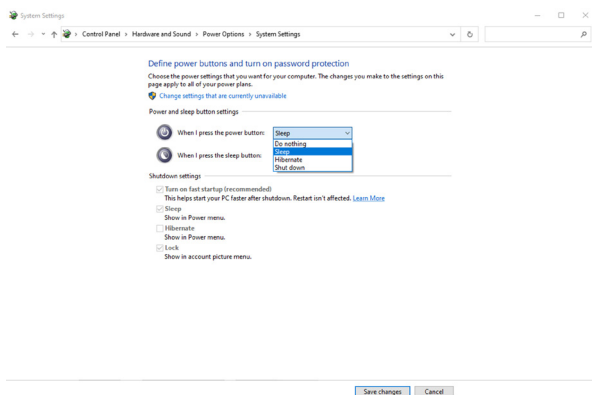 System Settings
Control Panel › Hardware and Sound › Power Options › System Settings
Define power buttons and turn on password protection
Choose the power settings that you want for your computer. The changes you make to the settings on this
page apply to all of your power plans.
Change settings that are currently unavailable
Power and sleep button settings
When I press the power button: Sleep
Do nothing
Sleep
When I press the sleep button: Hibernate
Shut down
Shutdown settings
Turn on fast startup (recommended)
This helps start your PC faster after shutdown. Restart isn't affected. Learn More
Sleep
Show in Power menu.
Hibernate
Show in Power menu.
Lock
Show in account picture menu.
Save changes Cancel